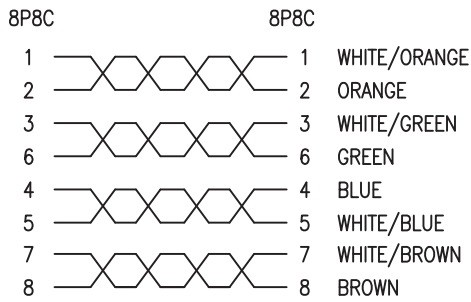 8P8C 8P8C
1 1 WHITE/ORANGE
2 2 ORANGE
3 3 WHITE/GREEN
6 6 GREEN
4 4 BLUE
5 5 WHITE/BLUE
7 7 WHITE/BROWN
8 8 BROWN